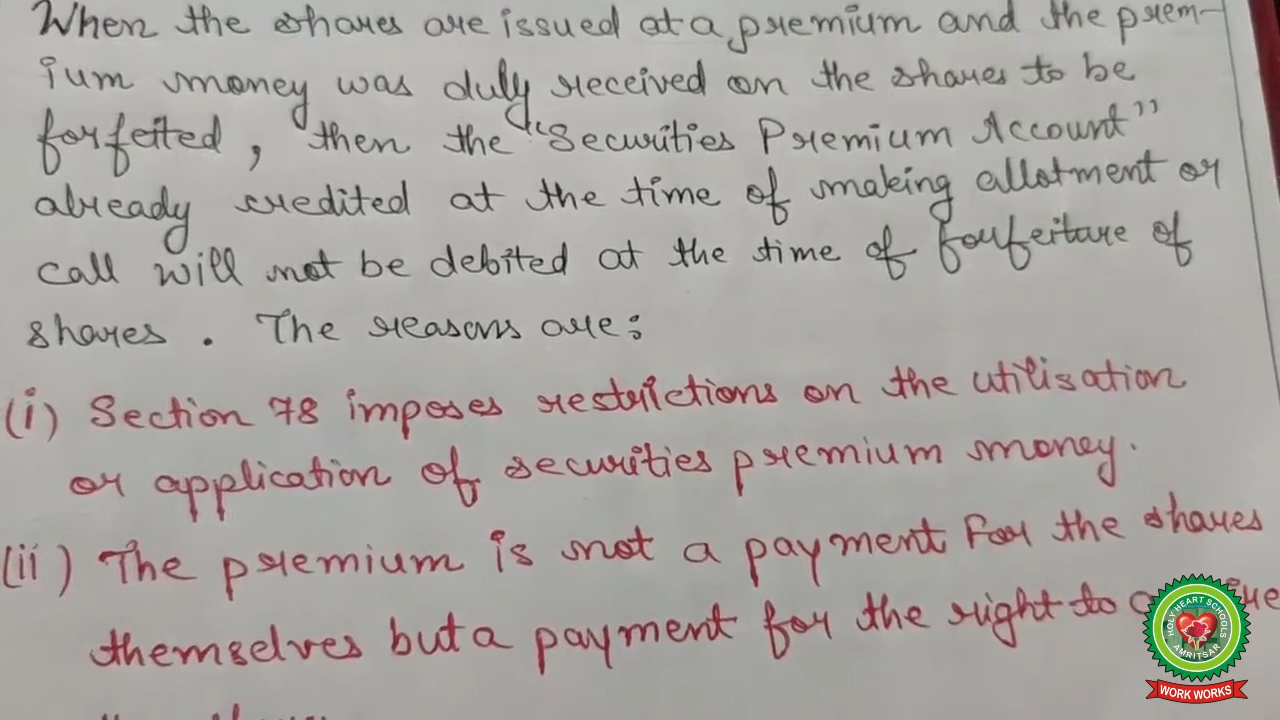 When the shares are issued at a premium and the prem-
ium money was duly received on the shares to be
forfeited, then the "Securities Premium Account"
already credited at the time of making allotment or
call will not be debited at the time of forfeiture of
shares. The reasons are:
(i) Section 78 imposes restrictions on the utilisation
or application of securities premium money.
(ii) The premium is not a payment for the shares
themselves but a payment for the right to
HOLY HEART SCHOOLS
AMRITSAR
WORK WORKS